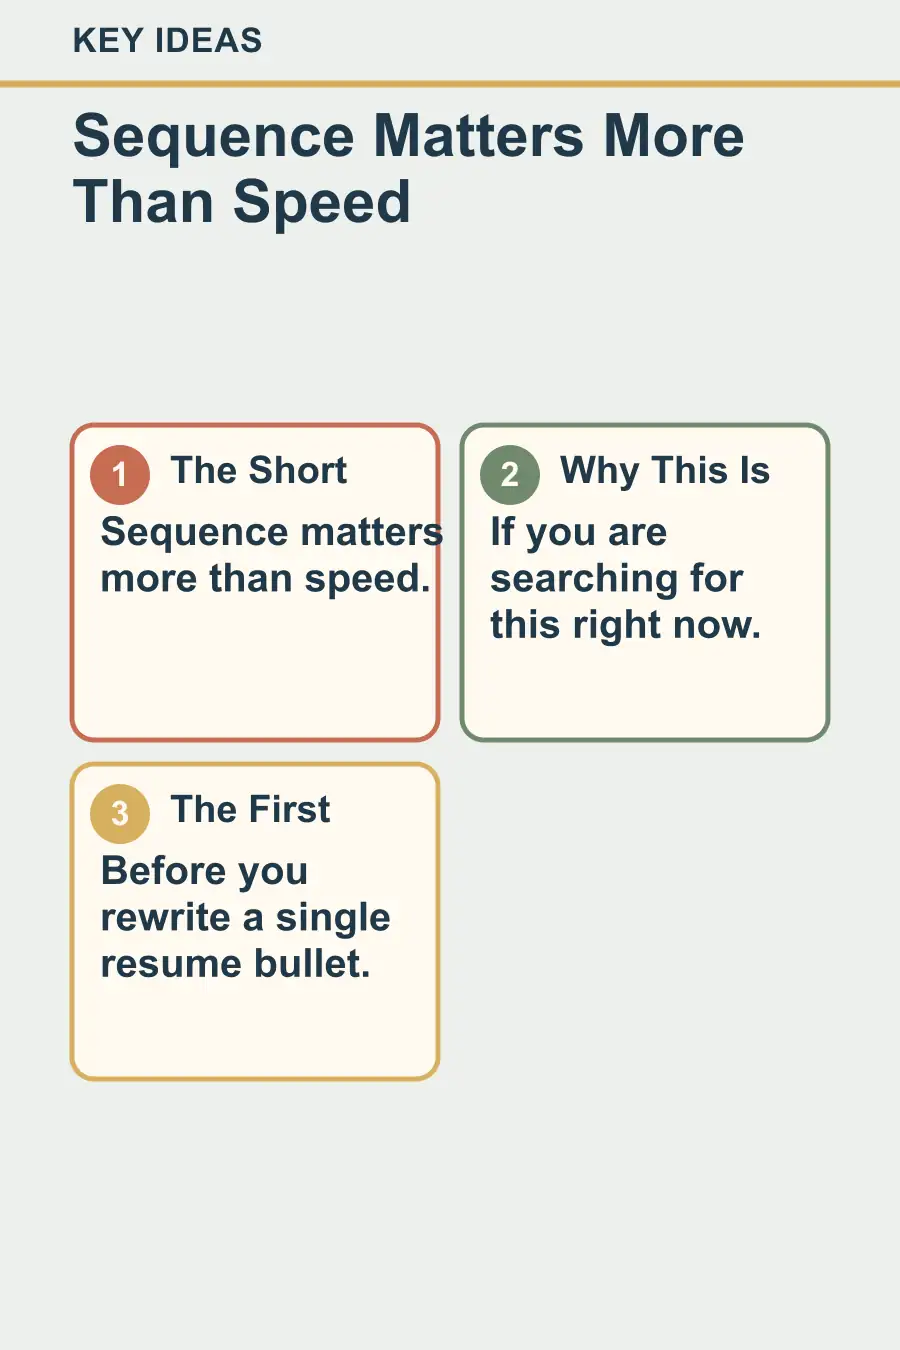 KEY IDEAS
Sequence Matters More
Than Speed
1 The Short
Sequence matters
more than speed.
2 Why This Is
If you are
searching for
this right now.
3 The First
Before you
rewrite a single
resume bullet.